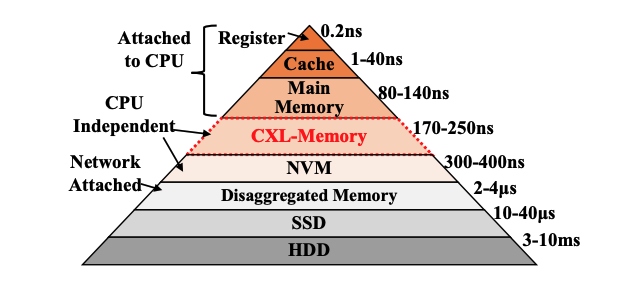 Attached
to CPU
Register
0.2ns
Cache
1-40ns
Main
Memory
80-140ns
CPU
Independent
CXL-Memory
170-250ns
NVM
300-400ns
Network
Attached
Disaggregated Memory
2-4μs
SSD
10-40μs
HDD
3-10ms